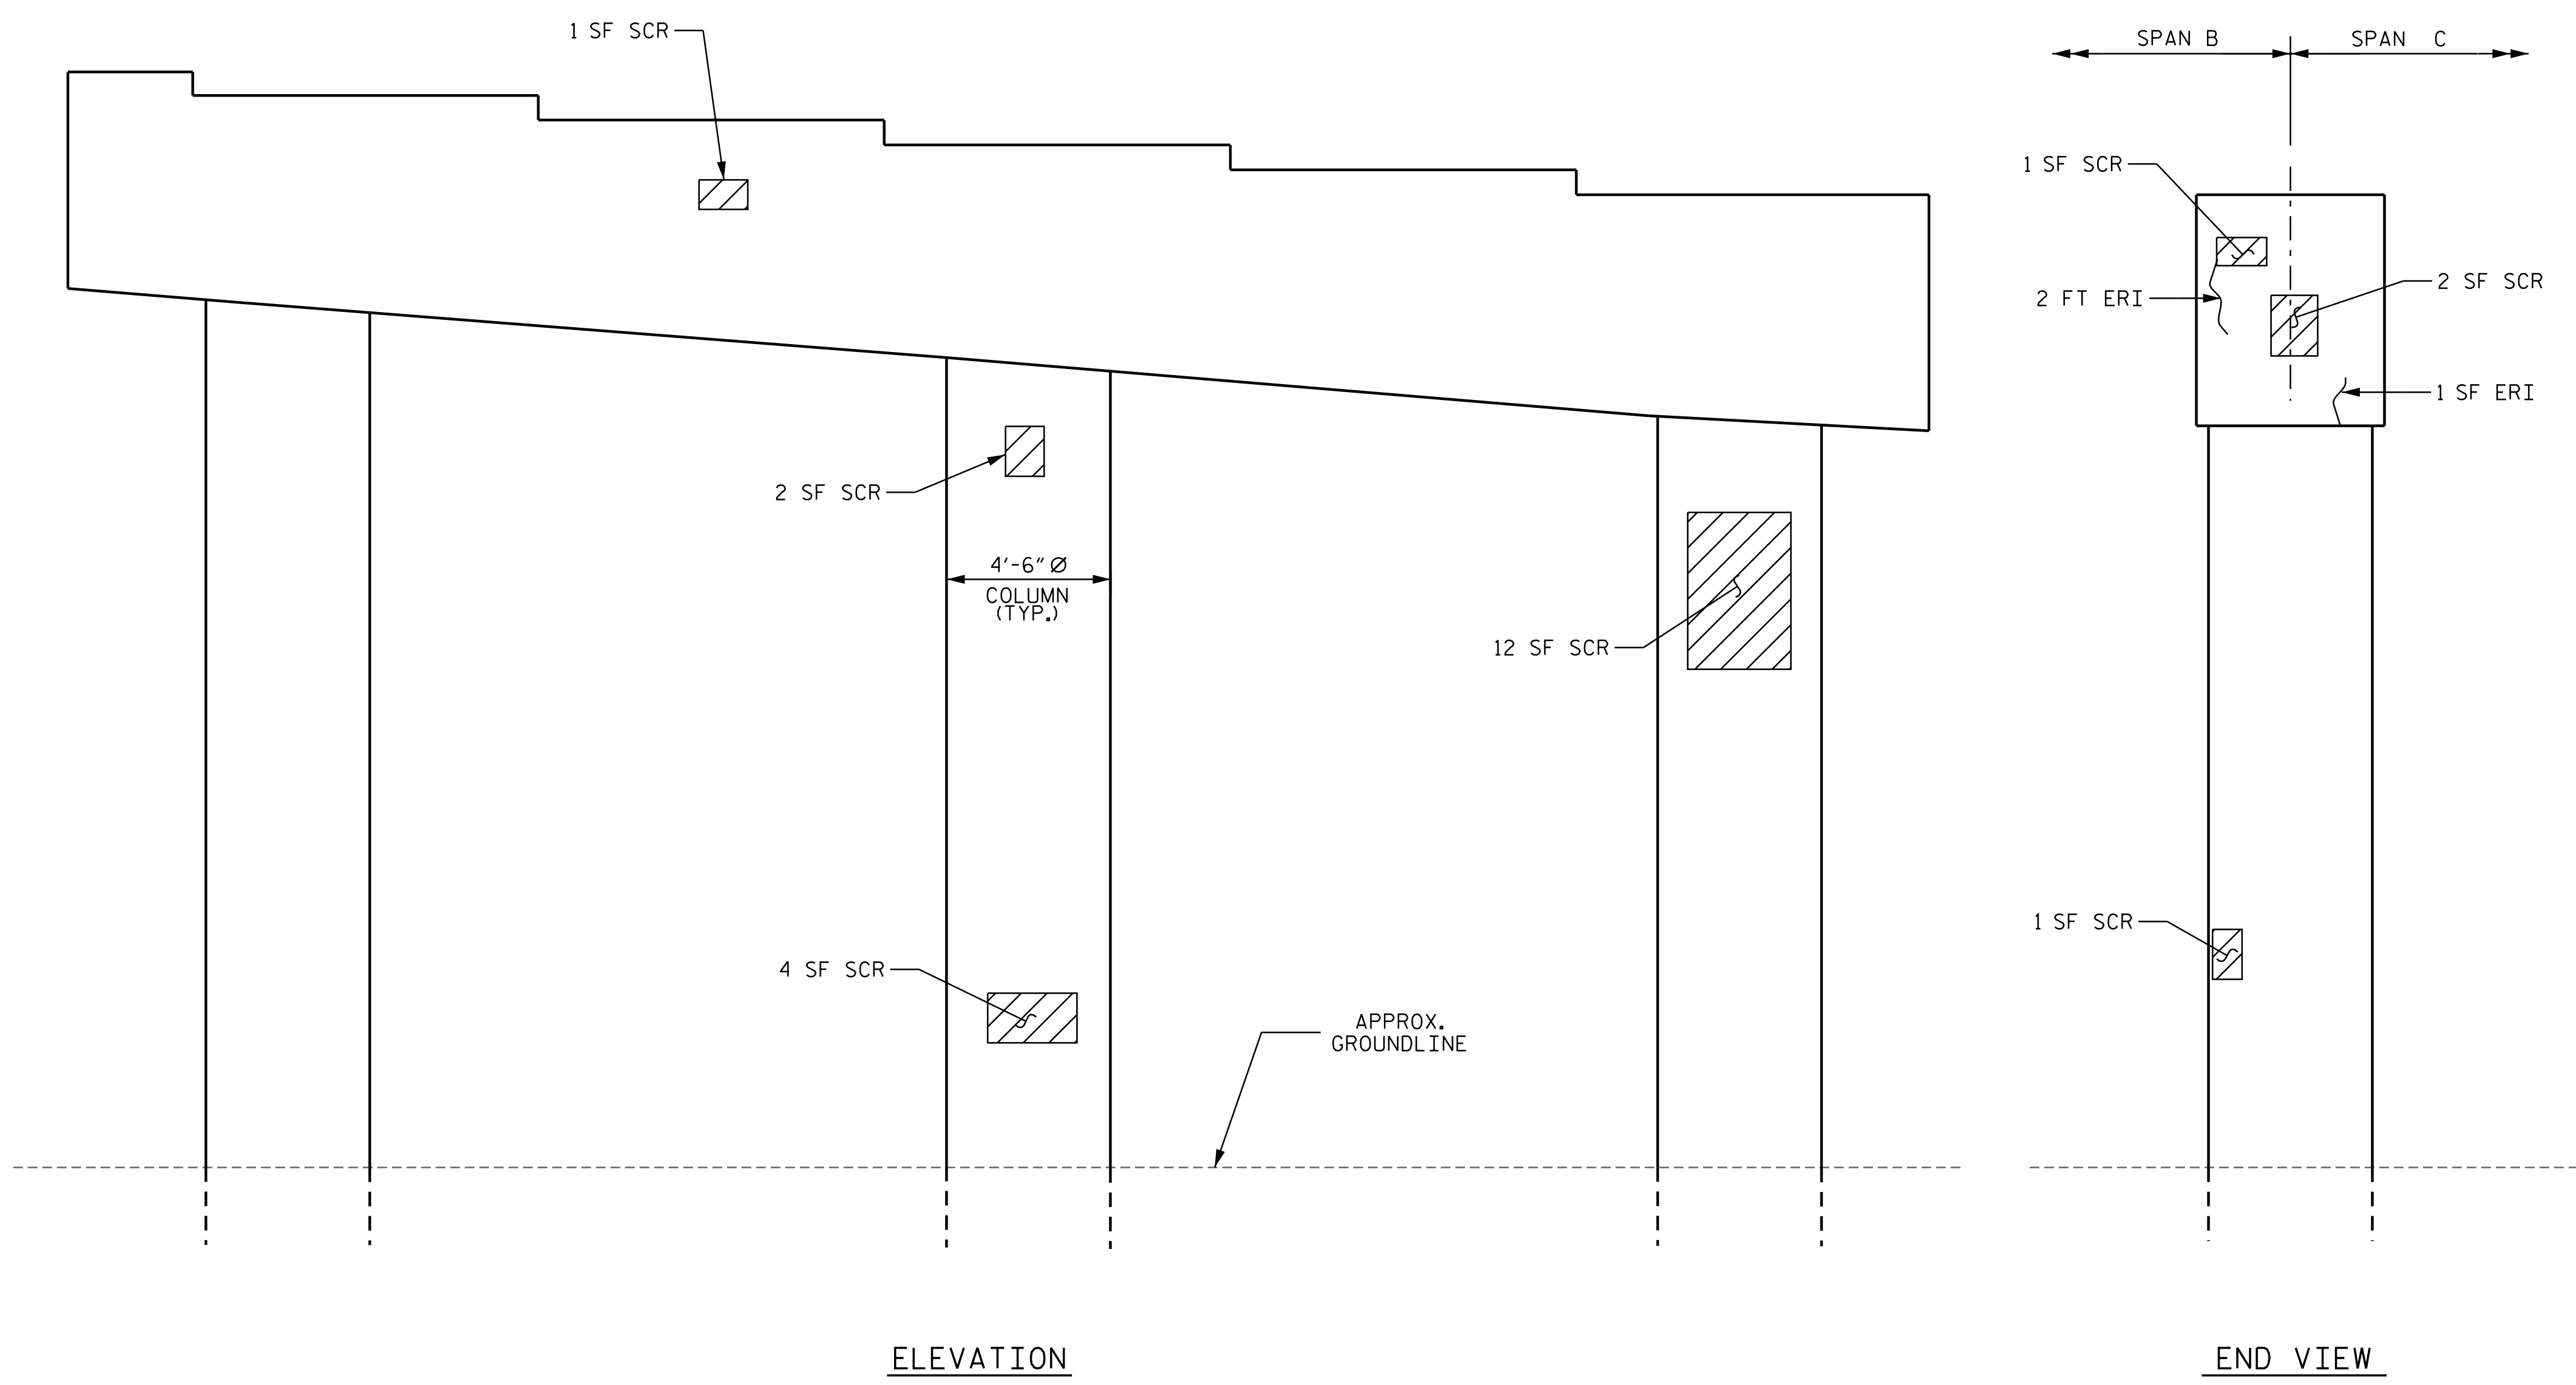 1 SF SCR
SPAN B
SPAN C
1 SF SCR
2 SF SCR
2 FT ERI
1 SF ERI
2 SF SCR
4'-6" Ø
COLUMN
(TYP.)
12 SF SCR
1 SF SCR
4 SF SCR
APPROX.
GROUNDLINE
ELEVATION
END VIEW